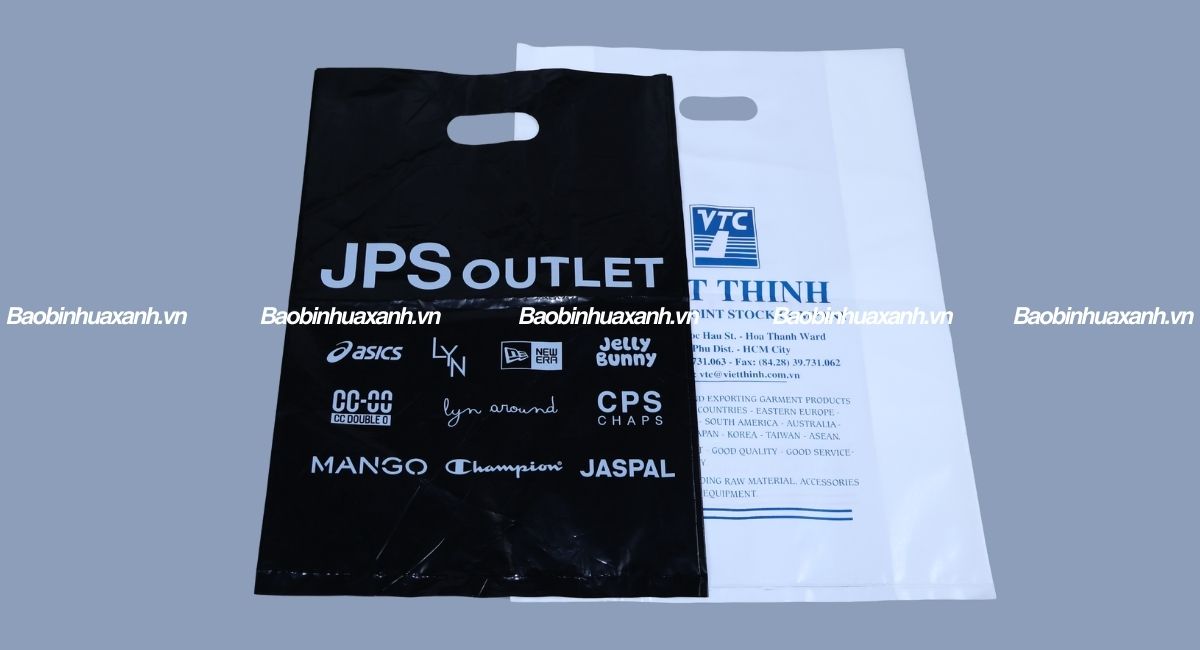 JPS OUTLET
asics
LYN
NEW ERA
Jelly Bunny
CC-OO
CC DOUBLE O
lyn around
CPS
CHAPS
MANGO
Champion
JASPAL
VTC
THINH
STOCK
Hau St. - Hoa Thanh Ward
Phu Dist. - HCM City
731.063 - Fax: (84.28) 39.731.062
vtc@vietthinh.com.vn
EXPORTING GARMENT PRODUCTS
COUNTRIES - EASTERN EUROPE -
- SOUTH AMERICA - AUSTRALIA -
- KOREA - TAIWAN - ASEAN.
- GOOD QUALITY - GOOD SERVICE-
RAW MATERIAL, ACCESSORIES
EQUIPMENT.
Baobinhuaxanh.vn
Baobinhuaxanh.vn
Baobinhuaxanh.vn
Baobinhuaxanh.vn
Baobinhuaxanh.vn